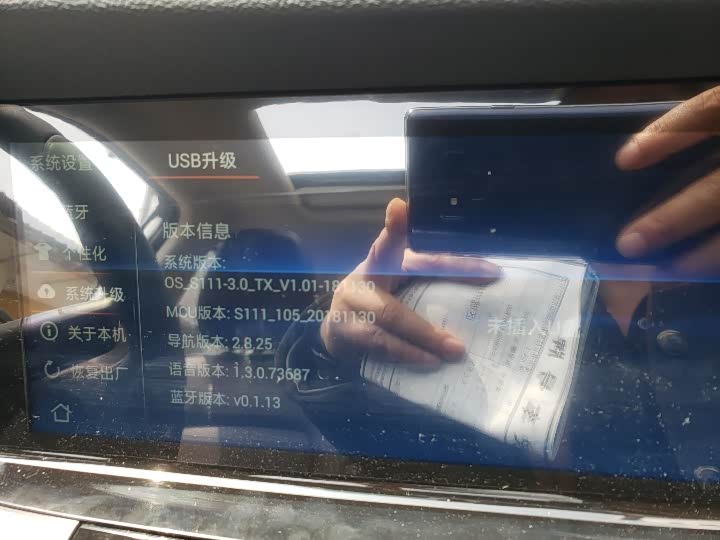 系统设置
USB升级
蓝牙
个性化
系统升级
关于本机
恢复出厂
版本信息
系统版本:
OS_S111-3.0_TX_V1.01-181130
MCU版本: S111_105_20181130
导航版本: 2.8.25
语音版本: 1.3.0.73687
蓝牙版本: v0.1.13
未插入U